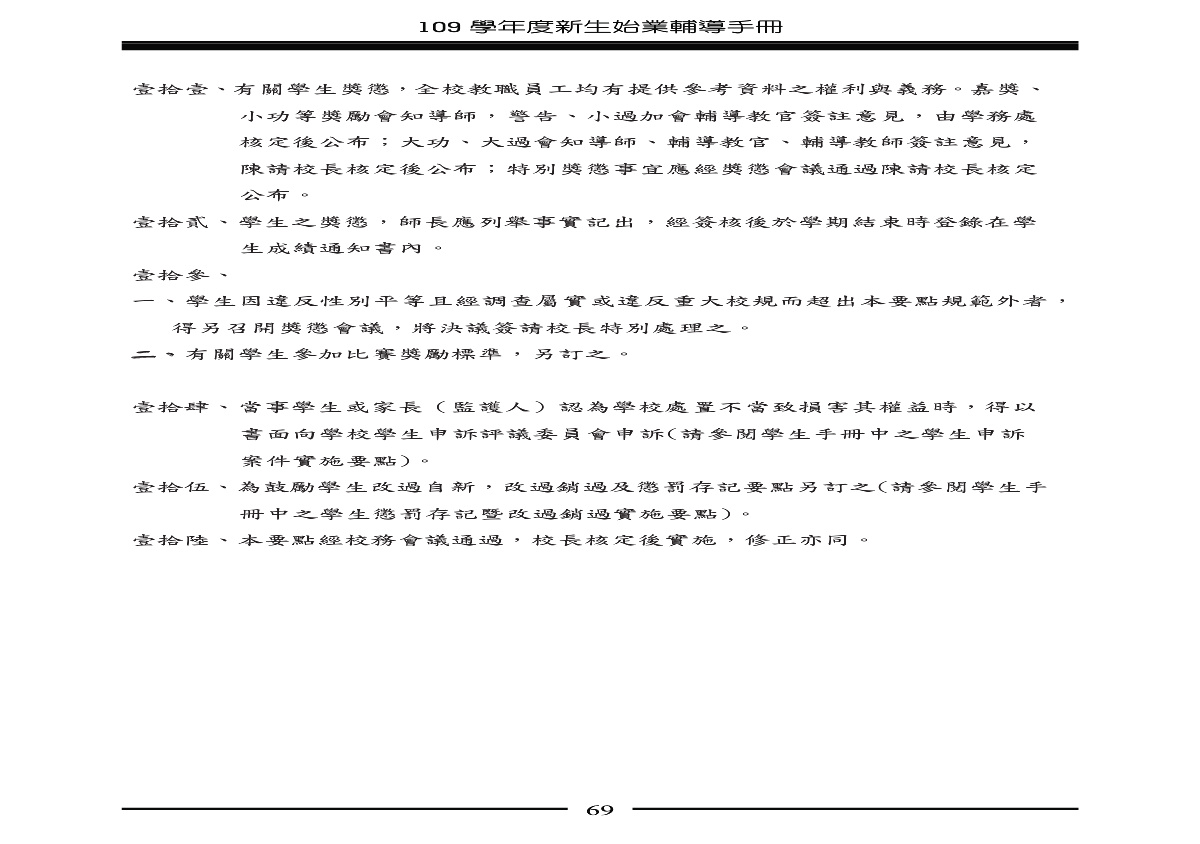 109 學年度新生始業輔導手冊
壹拾壹、有關學生獎懲，全校教職員工均有提供參考資料之權利與義務。嘉獎、
小功等獎勵會知導師，警告、小過加會輔導教官簽註意見，由學務處
核定後公布；大功、大過會知導師、輔導教官、輔導教師簽註意見，
陳請校長核定後公布；特別獎懲事宜應經獎懲會議通過陳請校長核定
公布。
壹拾貳、學生之獎懲，師長應列舉事實記出，經簽核後於學期結束時登錄在學
生成績通知書內。
壹拾參、
一、學生因違反性別平等且經調查屬實或違反重大校規而超出本要點規範外者，
得另召開獎懲會議，將決議簽請校長特別處理之。
二、有關學生參加比賽獎勵標準，另訂之。
壹拾肆、當事學生或家長（監護人）認為學校處置不當致損害其權益時，得以
書面向學校學生申訴評議委員會申訴(請參閱學生手冊中之學生申訴
案件實施要點)。
壹拾伍、為鼓勵學生改過自新，改過銷過及懲罰存記要點另訂之(請參閱學生手
冊中之學生懲罰存記暨改過銷過實施要點)。
壹拾陸、本要點經校務會議通過，校長核定後實施，修正亦同。
69